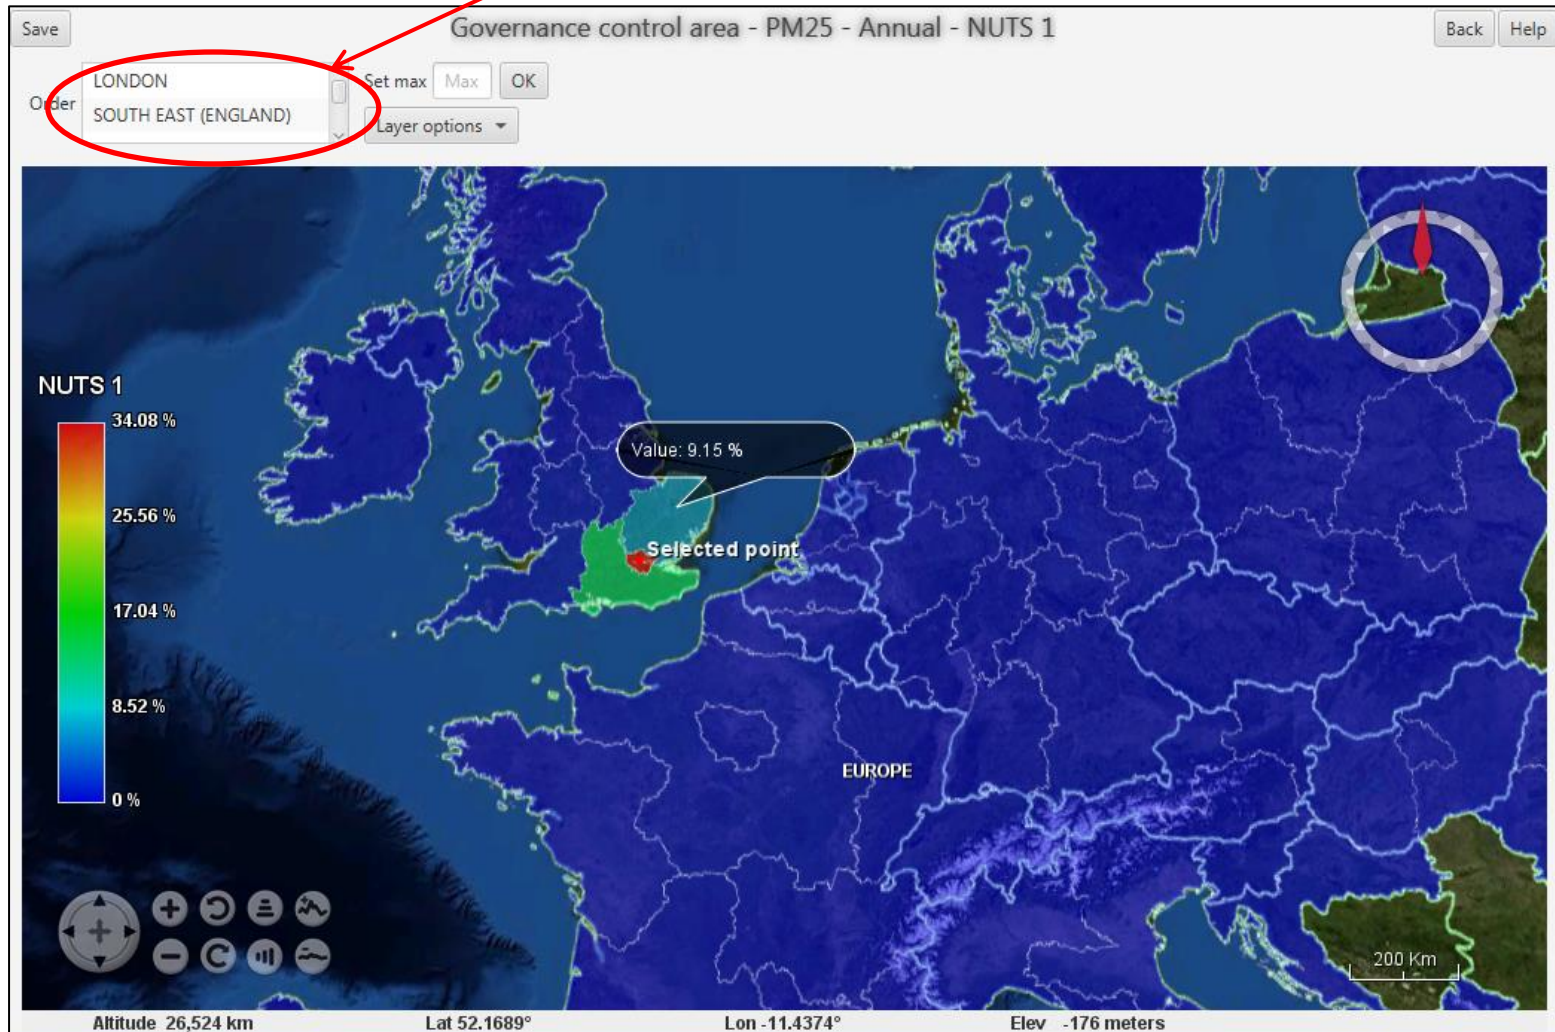 Save
Governance control area - PM25 - Annual - NUTS 1
Back
Help
Order
LONDON
SOUTH EAST (ENGLAND)
Set max
Max
OK
Layer options
NUTS 1
34.08 %
25.56 %
17.04 %
8.52 %
0 %
Value: 9.15 %
Selected point
EUROPE
200 Km
Altitude 26,524 km
Lat 52.1689°
Lon -11.4374°
Elev -176 meters